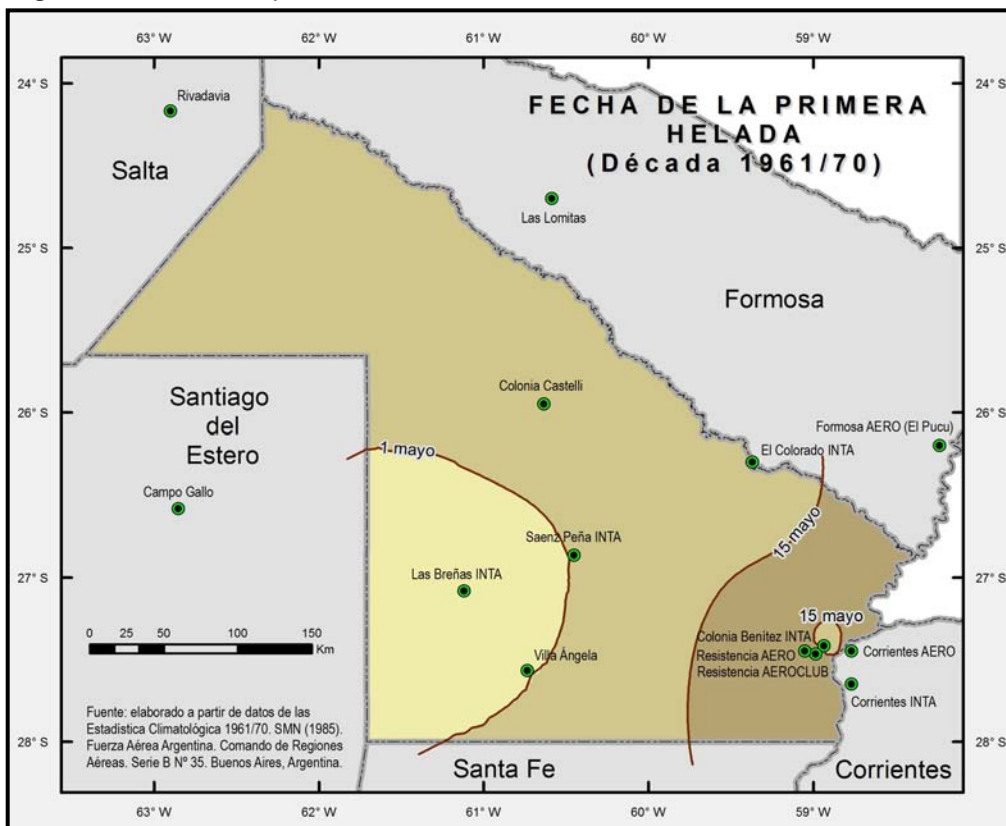 63° W 62° W 61° W 60° W 59° W
24° S 24° S
FECHA DE LA PRIMERA
HELADA
(Década 1961/70)
Rivadavia
Salta
Las Lomitas
25° S 25° S
Formosa
Colonia Castelli
Santiago
del
Estero
26° S 26° S
Formosa AERO (El Pucu)
1 mayo
El Colorado INTA
Campo Gallo
15 mayo
Saenz Peña INTA
Las Breñas INTA
27° S 27° S
15 mayo
Colonia Benítez INTA
Resistencia AERO
Corrientes AERO
Resistencia AEROCLUB
Villa Ángela
Corrientes INTA
0 25 50 100 150
Km
Fuente: elaborado a partir de datos de las
Estadistica Climatológica 1961/70. SMN (1985).
Fuerza Aérea Argentina. Comando de Regiones
Aéreas. Serie B Nº 35. Buenos Aires, Argentina.
28° S 28° S
Santa Fe
Corrientes
63° W 62° W 61° W 60° W 59° W